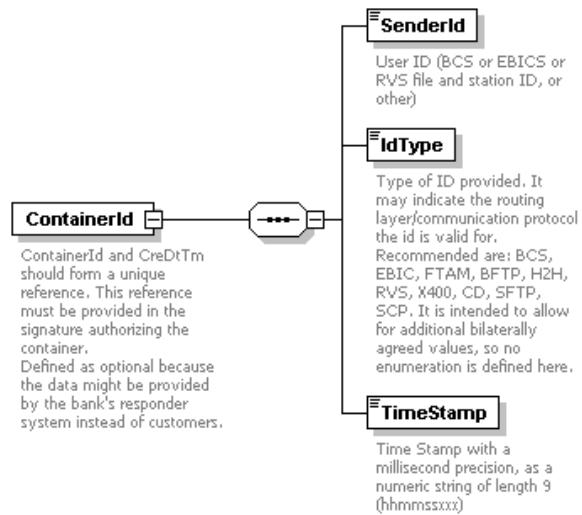 SenderId
User ID (BCS or EBICS or
RVS file and station ID, or
other)
IdType
Type of ID provided. It
may indicate the routing
layer/communication protocol
the id is valid for.
Recommended are: BCS,
EBIC, FTAM, BFTP, H2H,
RVS, X400, CD, SFTP,
SCP. It is intended to allow
for additional bilaterally
agreed values, so no
enumeration is defined here.
ContainerId
ContainerId and CreDtTm
should form a unique
reference. This reference
must be provided in the
signature authorizing the
container.
Defined as optional because
the data might be provided
by the bank's responder
system instead of customers.
TimeStamp
Time Stamp with a
millisecond precision, as a
numeric string of length 9
(hhmmssxxx)